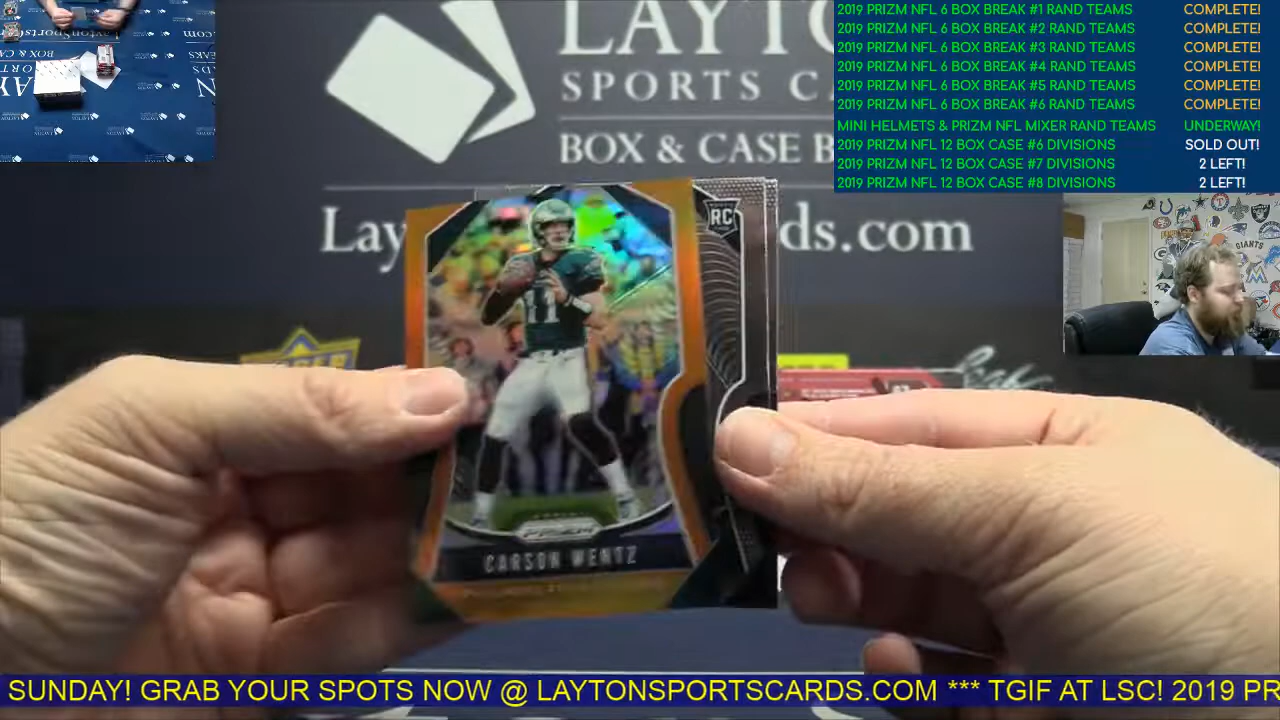 LAYTON
SPORTS CA
BOX & CASE B
Lay ds.com
2019 PRIZM NFL 6 BOX BREAK #1 RAND TEAMS COMPLETE!
2019 PRIZM NFL 6 BOX BREAK #2 RAND TEAMS COMPLETE!
2019 PRIZM NFL 6 BOX BREAK #3 RAND TEAMS COMPLETE!
2019 PRIZM NFL 6 BOX BREAK #4 RAND TEAMS COMPLETE!
2019 PRIZM NFL 6 BOX BREAK #5 RAND TEAMS COMPLETE!
2019 PRIZM NFL 6 BOX BREAK #6 RAND TEAMS COMPLETE!
MINI HELMETS & PRIZM NFL MIXER RAND TEAMS UNDERWAY!
2019 PRIZM NFL 12 BOX CASE #6 DIVISIONS SOLD OUT!
2019 PRIZM NFL 12 BOX CASE #7 DIVISIONS 2 LEFT!
2019 PRIZM NFL 12 BOX CASE #8 DIVISIONS 2 LEFT!
RC
GIANTS
11
PRIZM
CARSON WENTZ
SUNDAY! GRAB YOUR SPOTS NOW @ LAYTONSPORTSCARDS.COM *** TGIF AT LSC! 2019 PR